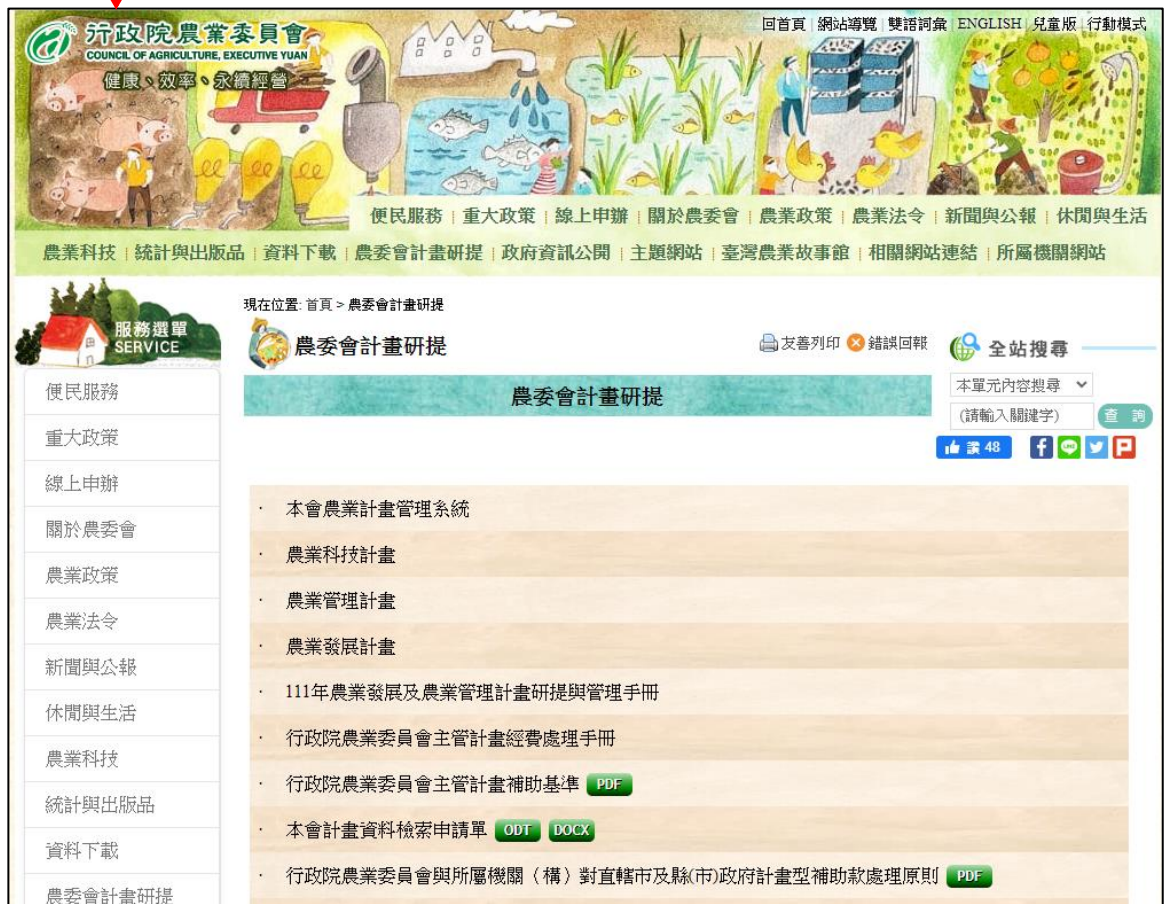 行政院農業委員會
COUNCIL OF AGRICULTURE, EXECUTIVE YUAN
健康、效率、永續經營
回首頁 | 網站導覽 | 雙語詞彙 | ENGLISH | 兒童版 | 行動模式
便民服務 | 重大政策 | 線上申辦 | 關於農委會 | 農業政策 | 農業法令 | 新聞與公報 | 休閒與生活
農業科技 | 統計與出版品 | 資料下載 | 農委會計畫研提 | 政府資訊公開 | 主題網站 | 臺灣農業故事館 | 相關網站連結 | 所屬機關網站
服務選單
SERVICE
便民服務
重大政策
線上申辦
關於農委會
農業政策
農業法令
新聞與公報
休閒與生活
農業科技
統計與出版品
資料下載
農委會計畫研提
現在位置: 首頁 > 農委會計畫研提
農委會計畫研提
友善列印 錯誤回報
農委會計畫研提
全站搜尋
本單元內容搜尋
(請輸入關鍵字) 查 詢
讚 48
· 本會農業計畫管理系統
· 農業科技計畫
· 農業管理計畫
· 農業發展計畫
· 111年農業發展及農業管理計畫研提與管理手冊
· 行政院農業委員會主管計畫經費處理手冊
· 行政院農業委員會主管計畫補助基準 PDF
· 本會計畫資料檢索申請單 ODT DOCX
· 行政院農業委員會與所屬機關（構）對直轄市及縣(市)政府計畫型補助款處理原則 PDF